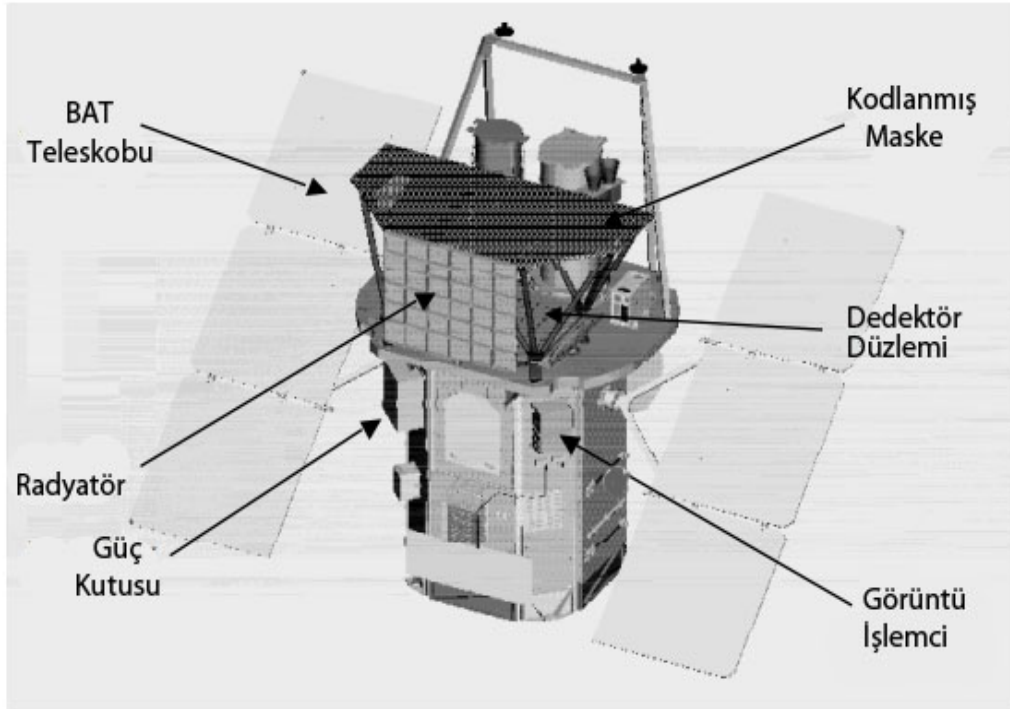 BAT
Teleskobu
Kodlanmış
Maske
Dedektör
Düzlemi
Radyatör
Güç
Kutusu
Görüntü
İşlemci